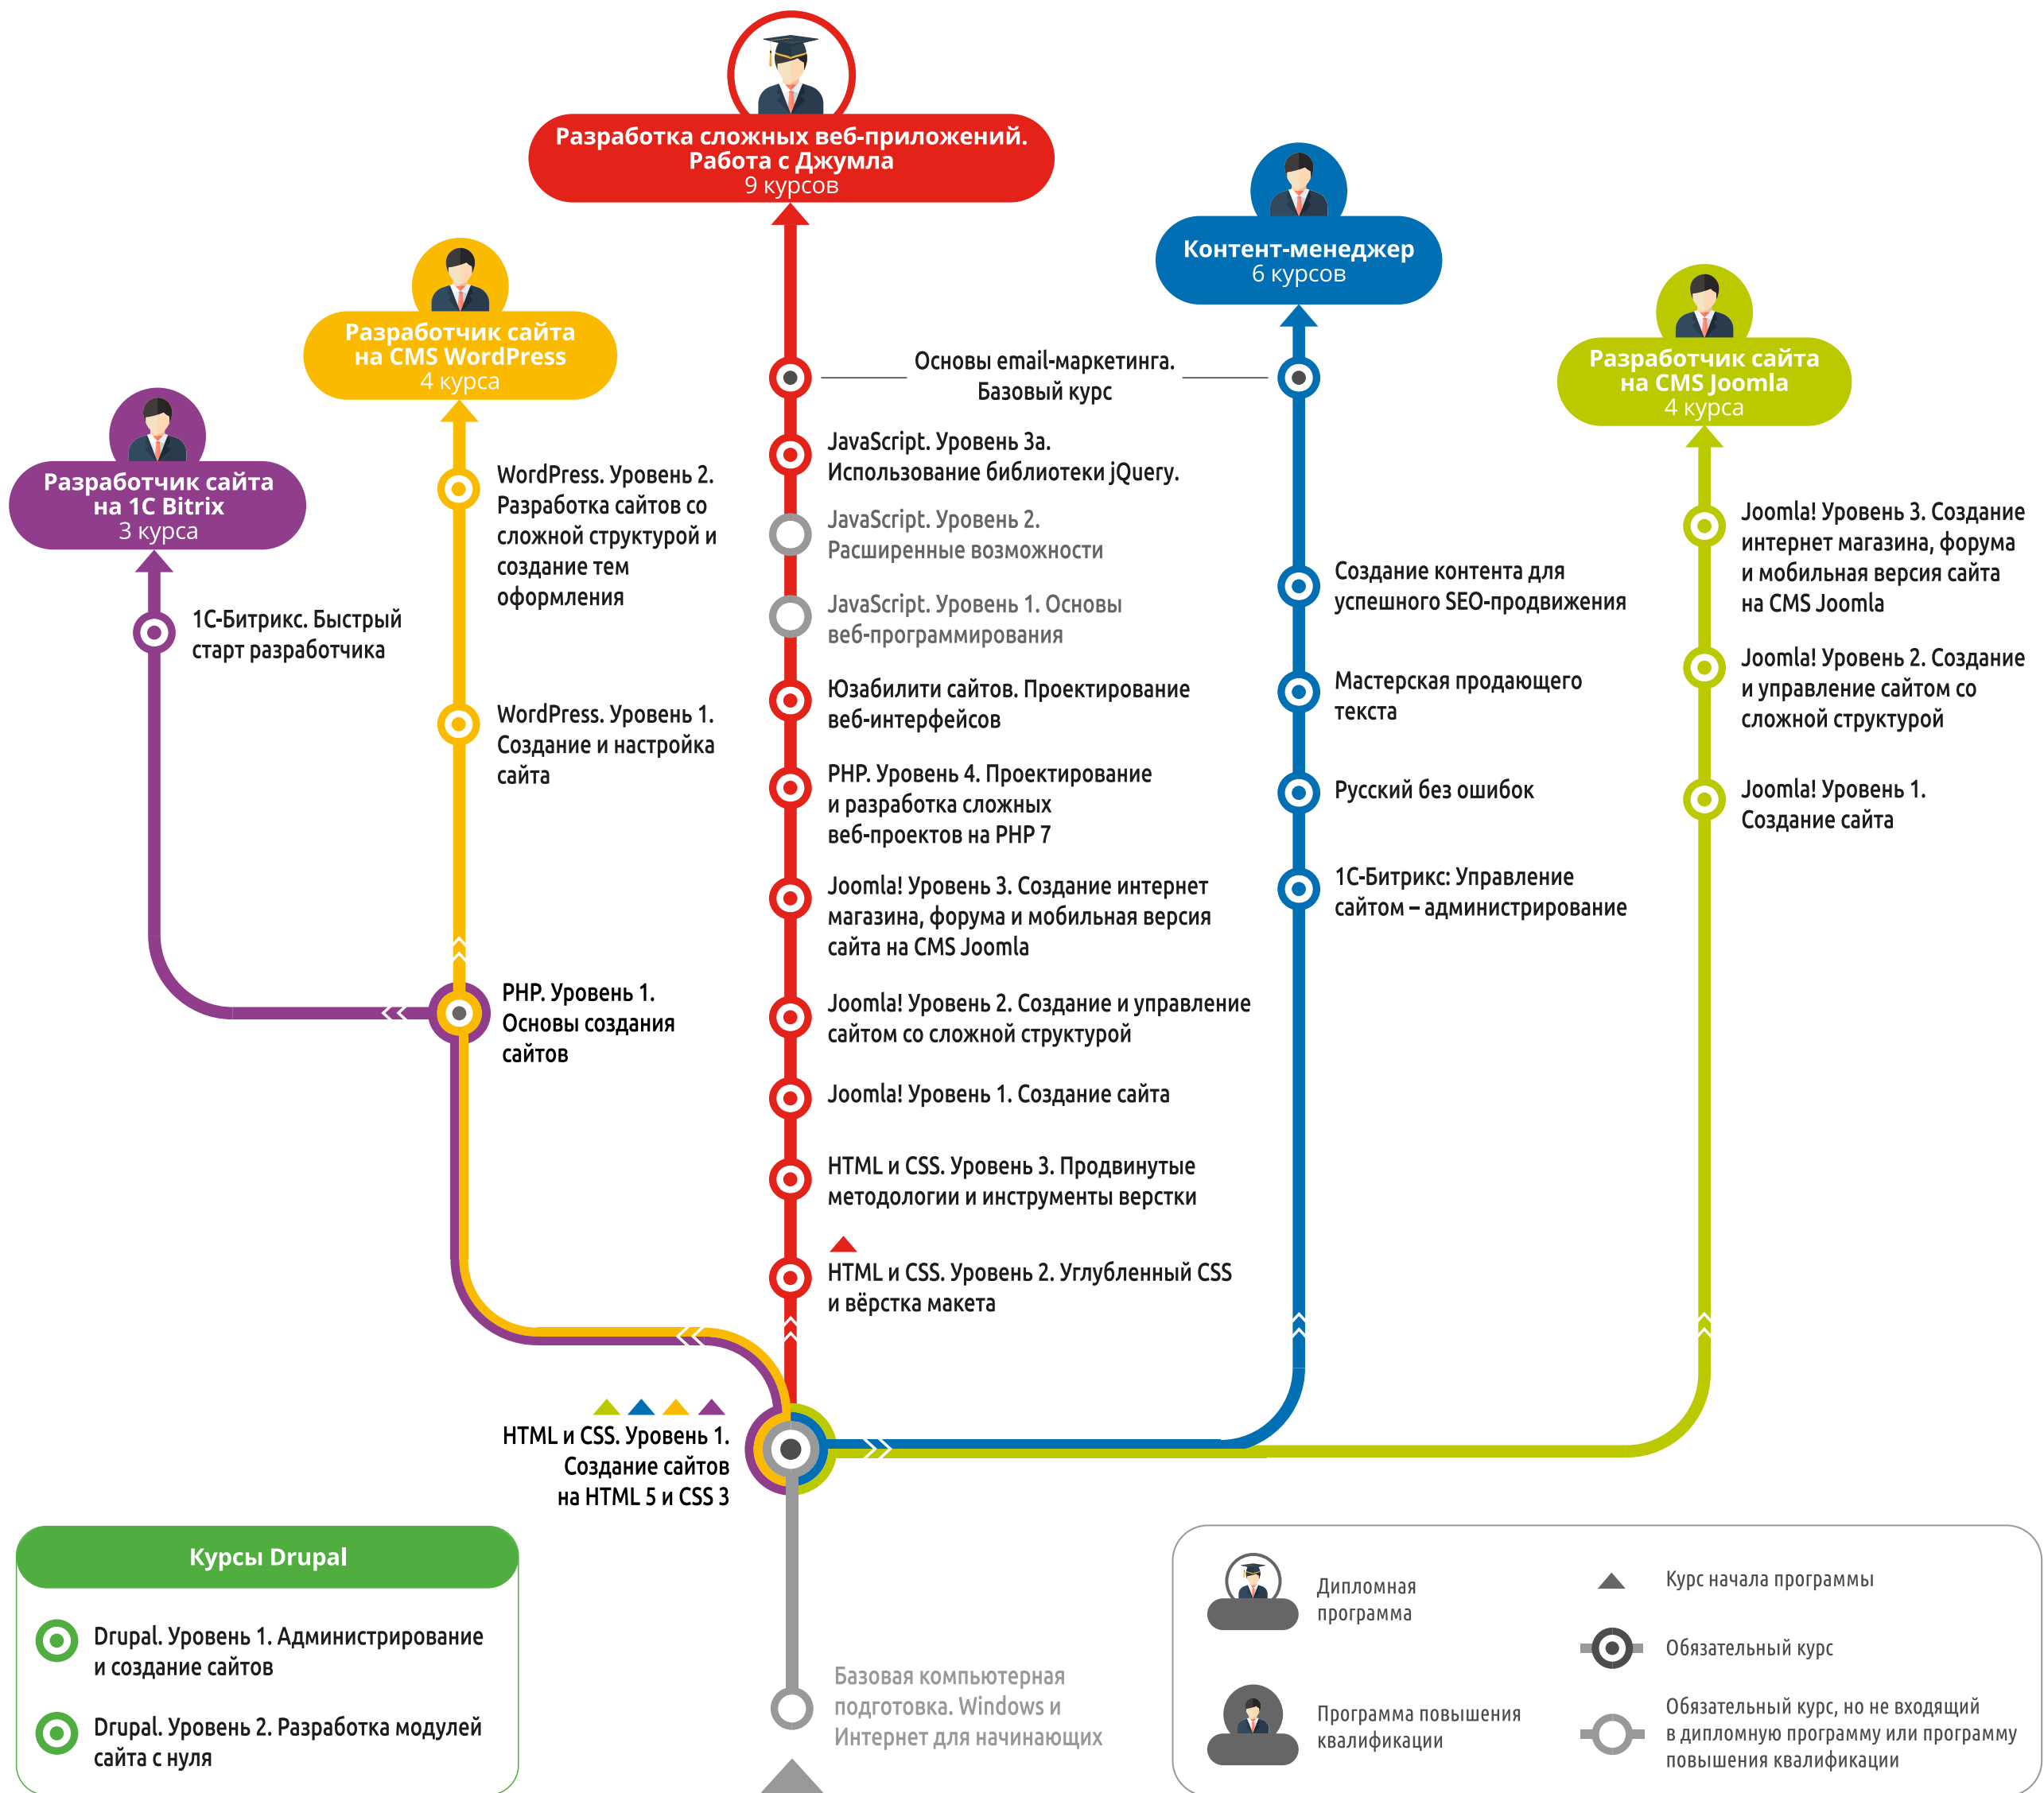 Разработка сложных веб-приложений.
Работа с Джумла
9 курсов
Контент-менеджер
6 курсов
Разработчик сайта
на CMS WordPress
4 курса
Разработчик сайта
на CMS Joomla
4 курса
Разработчик сайта
на 1С Bitrix
3 курса
1С-Битрикс. Быстрый
старт разработчика
WordPress. Уровень 2.
Разработка сайтов со
сложной структурой и
создание тем
оформления
WordPress. Уровень 1.
Создание и настройка
сайта
PHP. Уровень 1.
Основы создания
сайтов
Основы email-маркетинга.
Базовый курс
JavaScript. Уровень 3а.
Использование библиотеки jQuery.
JavaScript. Уровень 2.
Расширенные возможности
JavaScript. Уровень 1. Основы
веб-программирования
Юзабилити сайтов. Проектирование
веб-интерфейсов
PHP. Уровень 4. Проектирование
и разработка сложных
веб-проектов на PHP 7
Joomla! Уровень 3. Создание интернет
магазина, форума и мобильная версия
сайта на CMS Joomla
Joomla! Уровень 2. Создание и управление
сайтом со сложной структурой
Joomla! Уровень 1. Создание сайта
HTML и CSS. Уровень 3. Продвинутые
методологии и инструменты верстки
HTML и CSS. Уровень 2. Углубленный CSS
и вёрстка макета
Создание контента для
успешного SEO-продвижения
Мастерская продающего
текста
Русский без ошибок
1С-Битрикс: Управление
сайтом – администрирование
Joomla! Уровень 3. Создание
интернет магазина, форума
и мобильная версия сайта
на CMS Joomla
Joomla! Уровень 2. Создание
и управление сайтом со
сложной структурой
Joomla! Уровень 1.
Создание сайта
HTML и CSS. Уровень 1.
Создание сайтов
на HTML 5 и CSS 3
Базовая компьютерная
подготовка. Windows и
Интернет для начинающих
Курсы Drupal
Drupal. Уровень 1. Администрирование
и создание сайтов
Drupal. Уровень 2. Разработка модулей
сайта с нуля
Дипломная
программа
Программа повышения
квалификации
Курс начала программы
Обязательный курс
Обязательный курс, но не входящий
в дипломную программу или программу
повышения квалификации